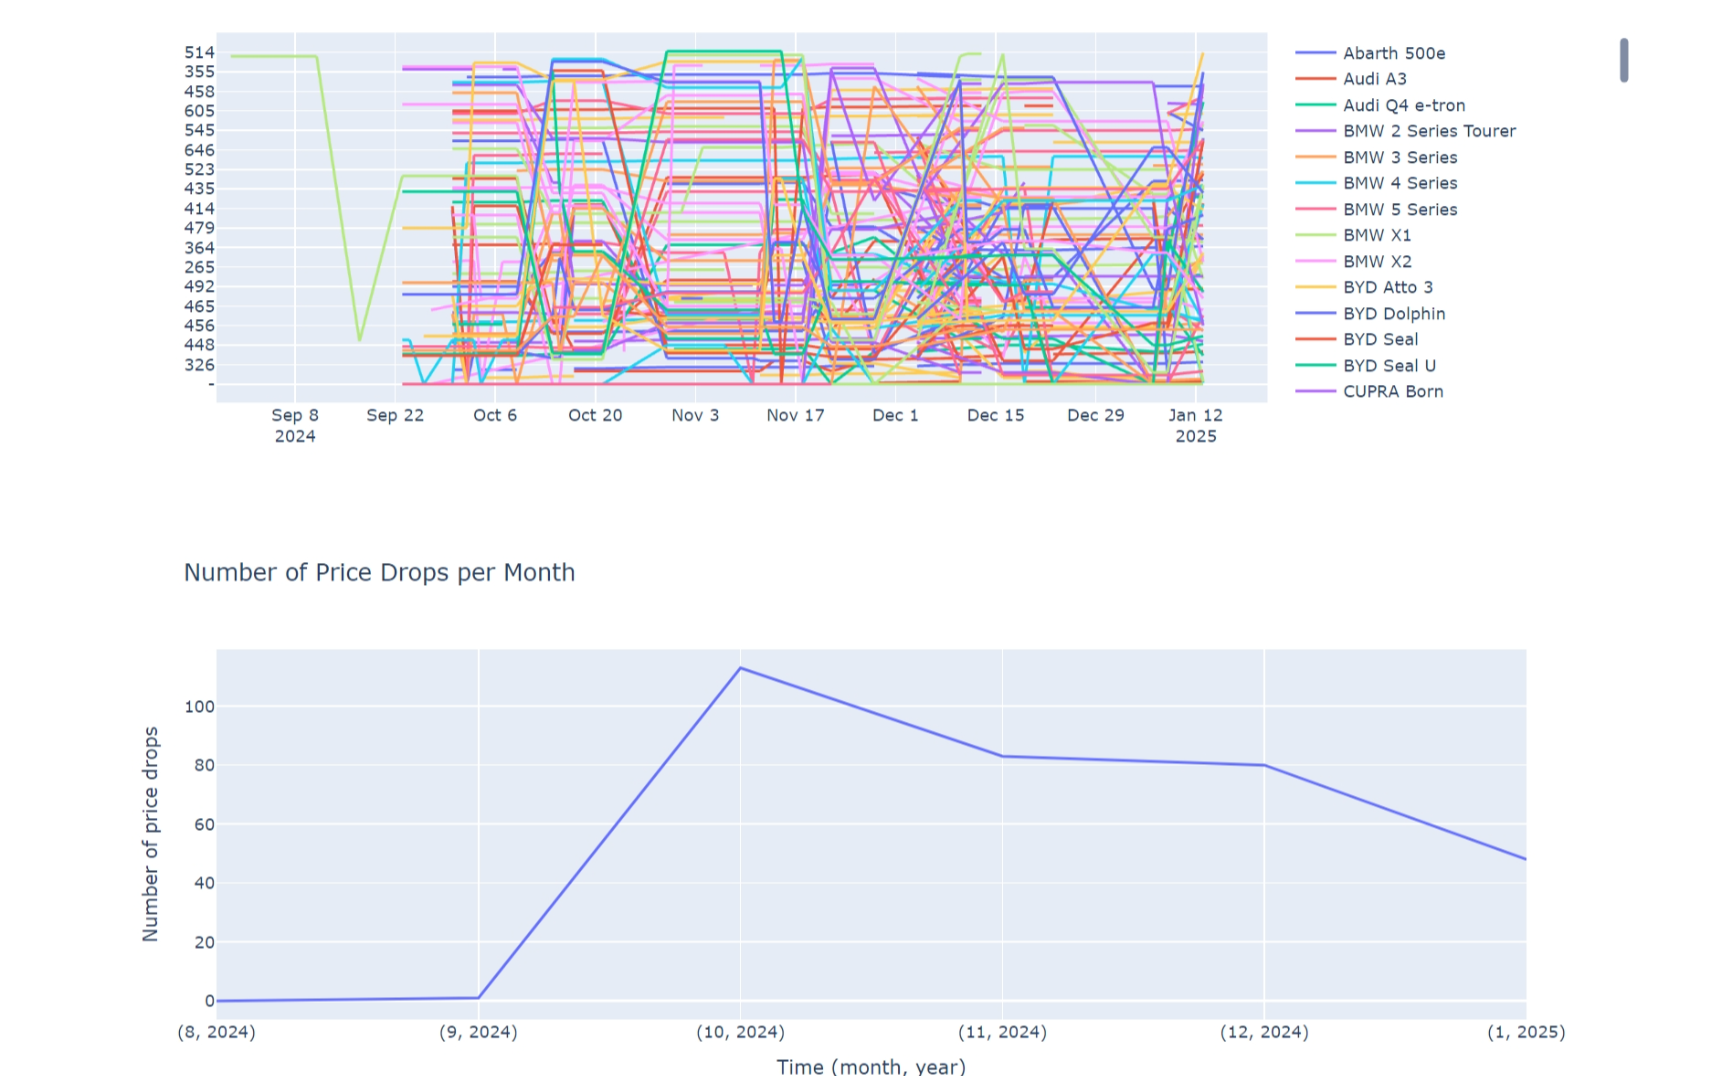 514
355
458
605
545
646
523
435
414
479
364
265
492
465
456
448
326
-
Sep 8
2024
Sep 22
Oct 6
Oct 20
Nov 3
Nov 17
Dec 1
Dec 15
Dec 29
Jan 12
2025
Abarth 500e
Audi A3
Audi Q4 e-tron
BMW 2 Series Tourer
BMW 3 Series
BMW 4 Series
BMW 5 Series
BMW X1
BMW X2
BYD Atto 3
BYD Dolphin
BYD Seal
BYD Seal U
CUPRA Born
Number of Price Drops per Month
Number of price drops
100
80
60
40
20
0
(8, 2024)
(9, 2024)
(10, 2024)
(11, 2024)
(12, 2024)
(1, 2025)
Time (month, year)